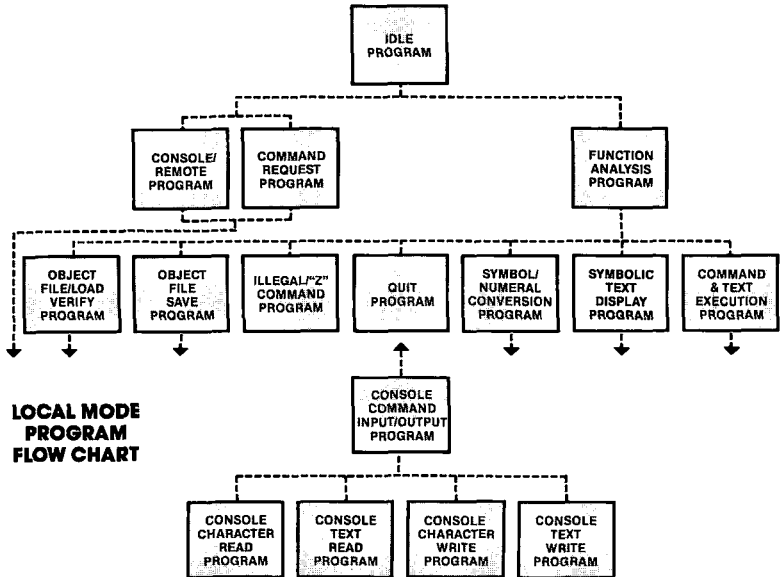 IDLE
PROGRAM
CONSOLE/
REMOTE
PROGRAM
COMMAND
REQUEST
PROGRAM
FUNCTION
ANALYSIS
PROGRAM
OBJECT
FILE/LOAD
VERIFY
PROGRAM
OBJECT
FILE
SAVE
PROGRAM
ILLEGAL/"Z"
COMMAND
PROGRAM
QUIT
PROGRAM
SYMBOL/
NUMERAL
CONVERSION
PROGRAM
SYMBOLIC
TEXT
DISPLAY
PROGRAM
COMMAND
& TEXT
EXECUTION
PROGRAM
LOCAL MODE
PROGRAM
FLOW CHART
CONSOLE
COMMAND
INPUT/OUTPUT
PROGRAM
CONSOLE
CHARACTER
READ
PROGRAM
CONSOLE
TEXT
READ
PROGRAM
CONSOLE
CHARACTER
WRITE
PROGRAM
CONSOLE
TEXT
WRITE
PROGRAM